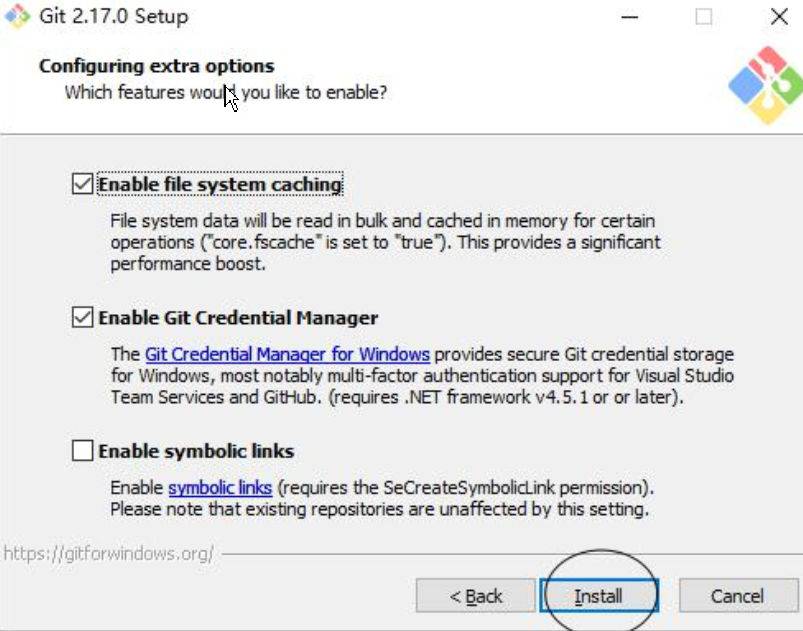 Git 2.17.0 Setup
Configuring extra options
Which features would you like to enable?
Enable file system caching
File system data will be read in bulk and cached in memory for certain
operations ("core.fscache" is set to "true"). This provides a significant
performance boost.
Enable Git Credential Manager
The Git Credential Manager for Windows provides secure Git credential storage
for Windows, most notably multi-factor authentication support for Visual Studio
Team Services and GitHub. (requires .NET framework v4.5.1 or or later).
Enable symbolic links
Enable symbolic links (requires the SeCreateSymbolicLink permission).
Please note that existing repositories are unaffected by this setting.
https://gitforwindows.org/
< Back Install Cancel